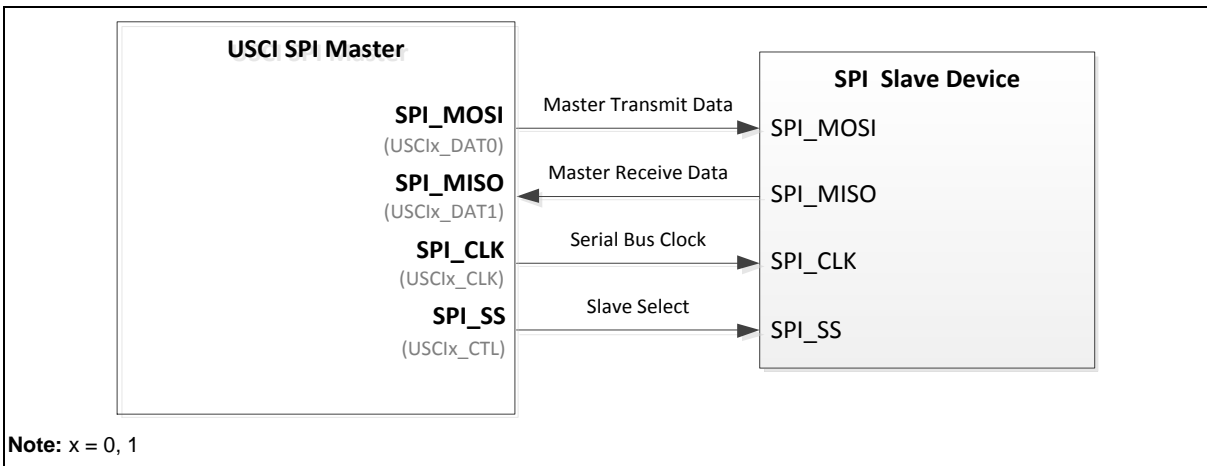 USCI SPI Master
SPI Slave Device
SPI_MOSI
(USCIx_DAT0)
Master Transmit Data
SPI_MOSI
SPI_MISO
(USCIx_DAT1)
Master Receive Data
SPI_MISO
SPI_CLK
(USCIx_CLK)
Serial Bus Clock
SPI_CLK
SPI_SS
(USCIx_CTL)
Slave Select
SPI_SS
Note: x = 0, 1